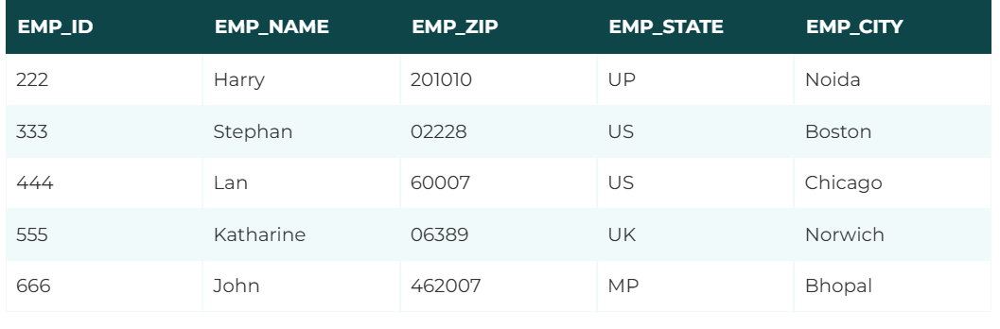 EMP_ID EMP_NAME EMP_ZIP EMP_STATE EMP_CITY
222 Harry 201010 UP Noida
333 Stephan 02228 US Boston
444 Lan 60007 US Chicago
555 Katharine 06389 UK Norwich
666 John 462007 MP Bhopal